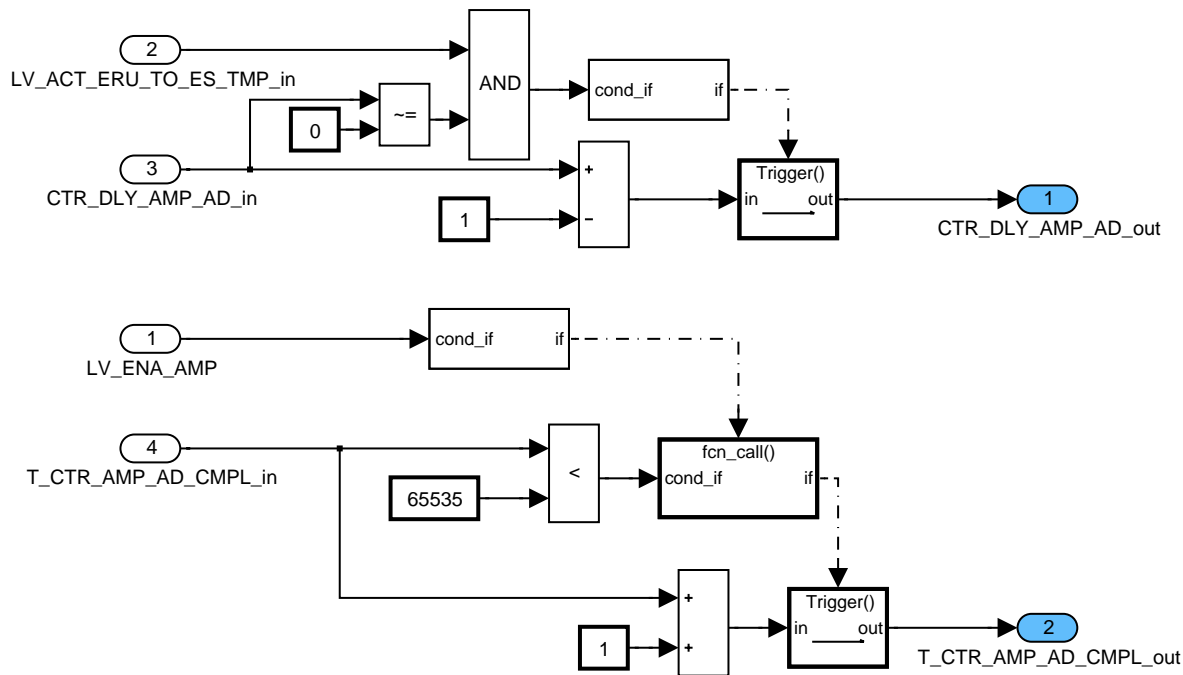 2
LV_ACT_ERU_TO_ES_TMP_in
AND
cond_if if
0
~=
3
CTR_DLY_AMP_AD_in
+
−
1
Trigger()
in out
1
CTR_DLY_AMP_AD_out
1
LV_ENA_AMP
cond_if if
4
T_CTR_AMP_AD_CMPL_in
65535
<
fcn_call()
cond_if if
+
+
1
Trigger()
in out
2
T_CTR_AMP_AD_CMPL_out